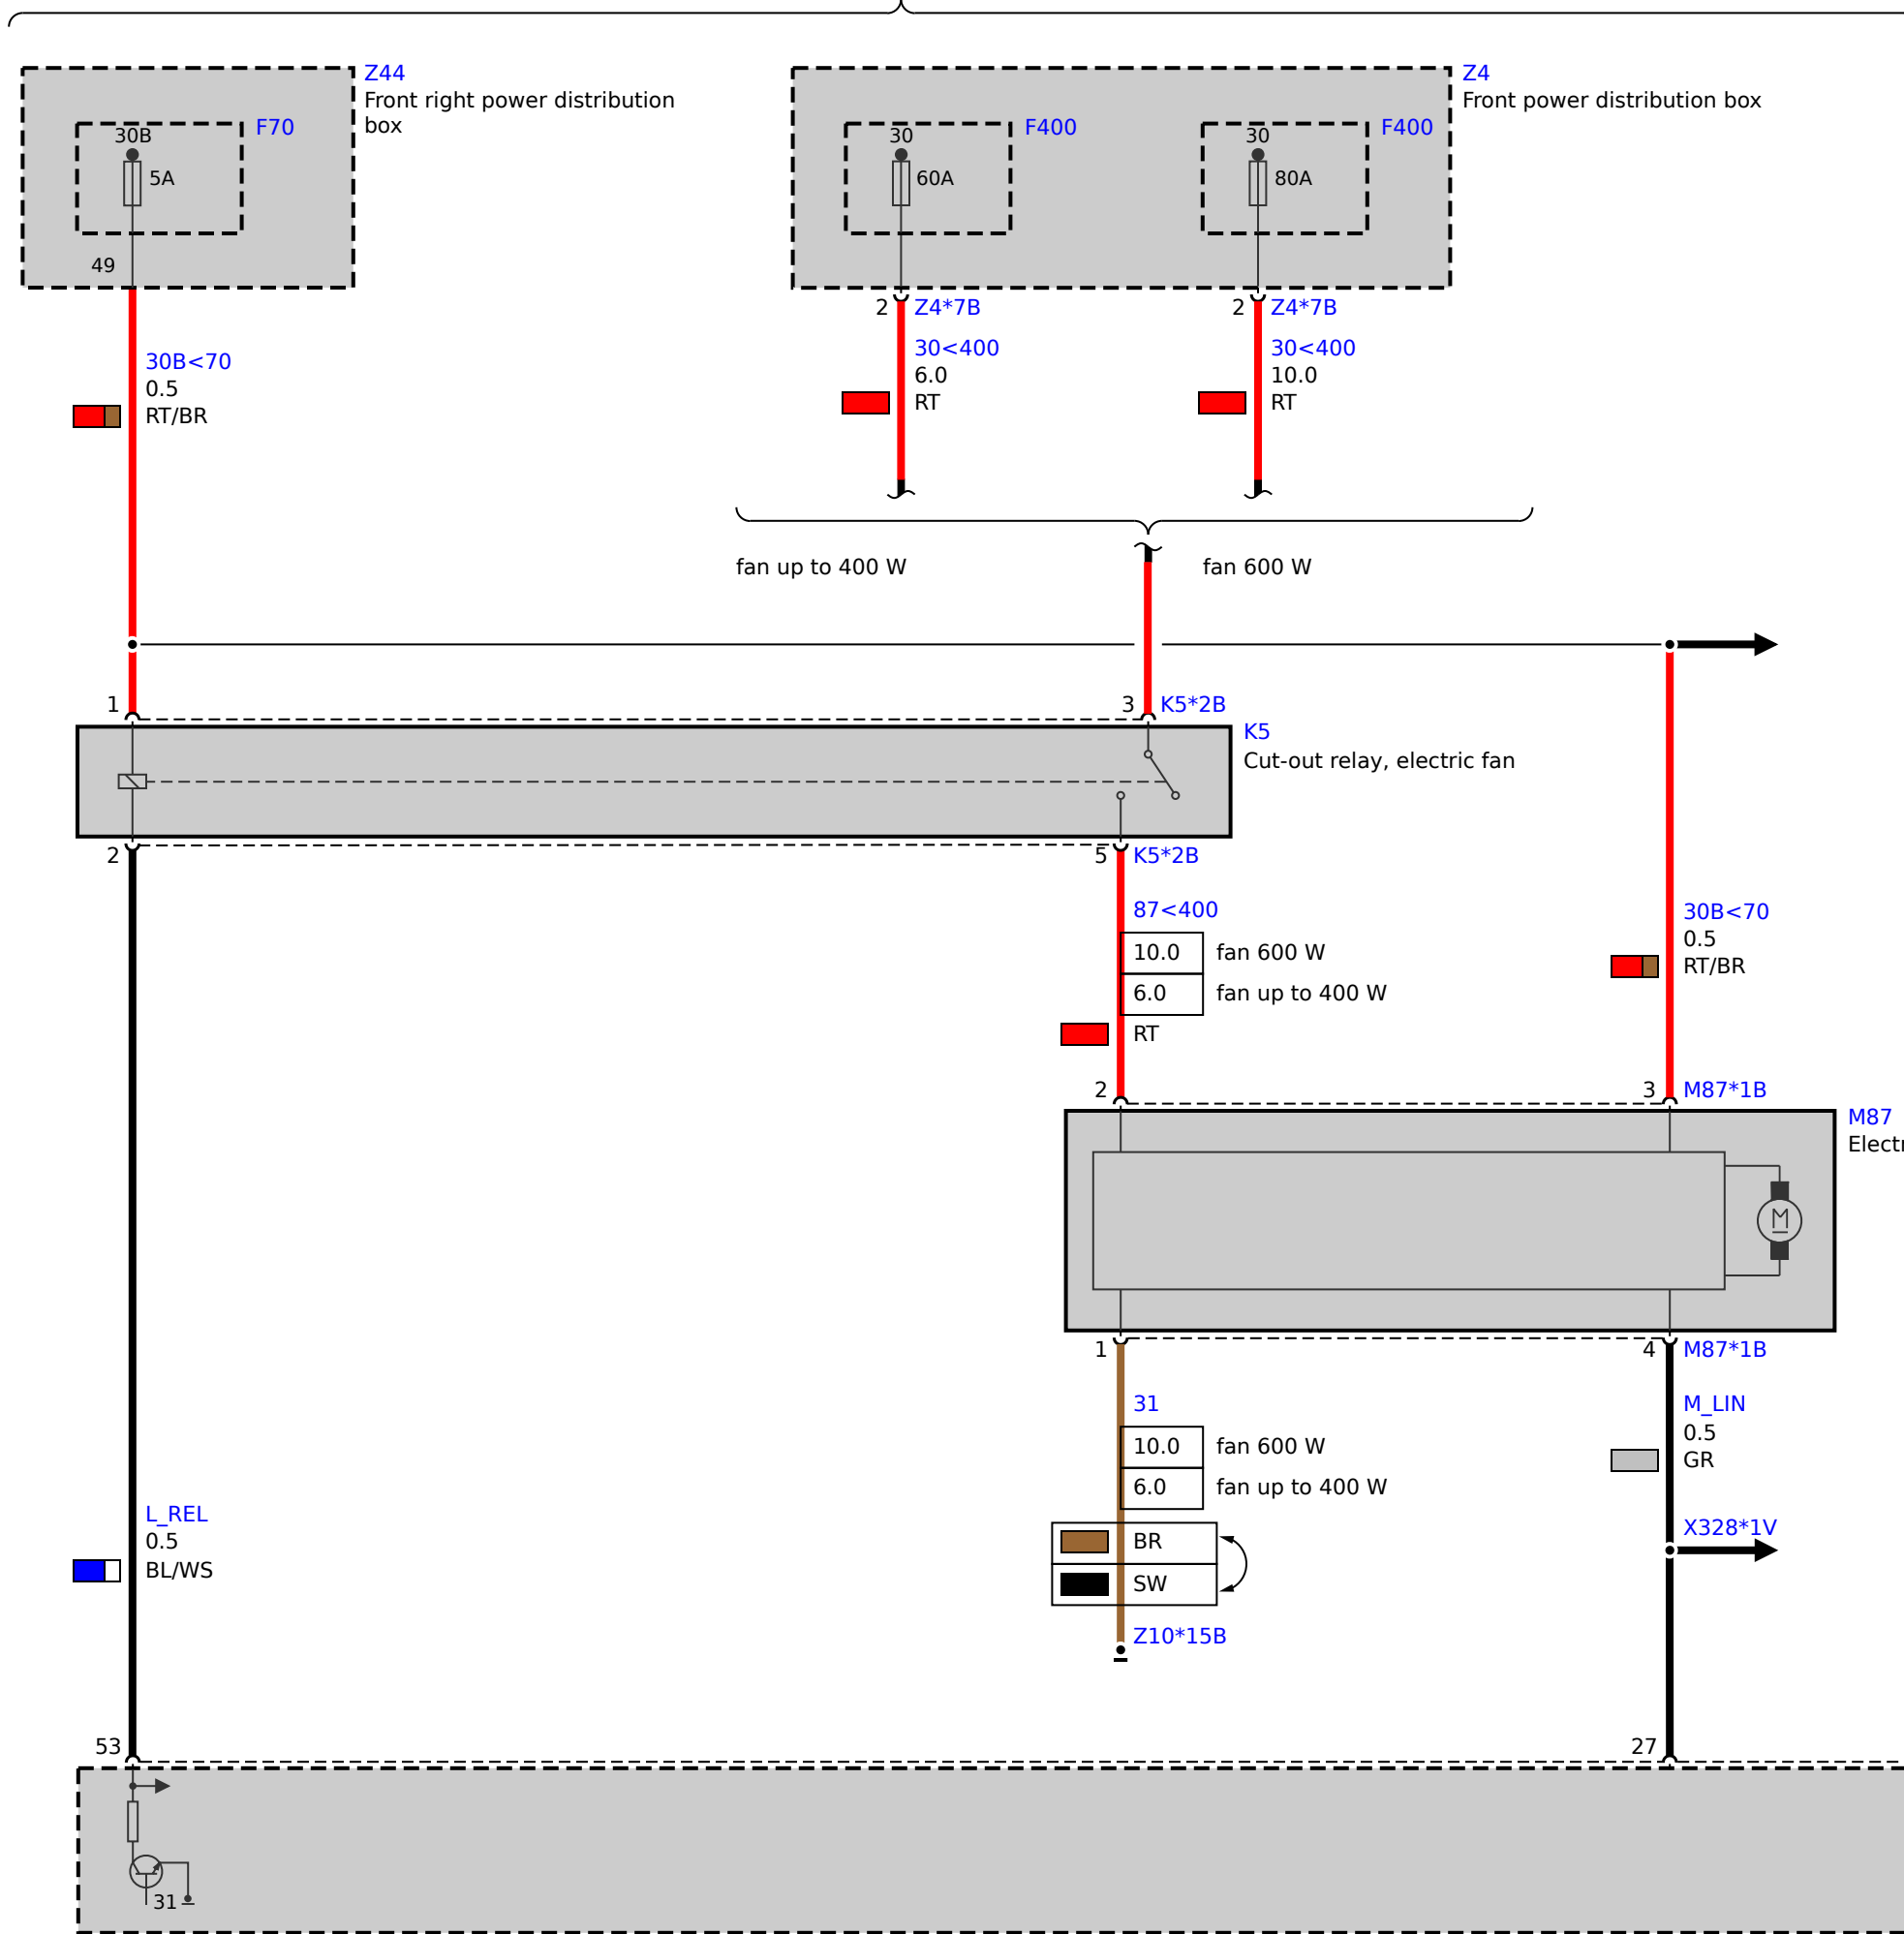 Z44
Front right power distribution
box
F70
30B
5A
49
Z4
Front power distribution box
30
F400
60A
30
F400
80A
2
Z4*7B
2
Z4*7B
30B<70
0.5
RT/BR
30<400
6.0
RT
30<400
10.0
RT
fan up to 400 W
fan 600 W
1
3
K5*2B
K5
Cut-out relay, electric fan
2
5
K5*2B
87<400
10.0
fan 600 W
6.0
fan up to 400 W
RT
30B<70
0.5
RT/BR
2
3
M87*1B
M87
Electr
M
1
4
M87*1B
31
10.0
fan 600 W
6.0
fan up to 400 W
BR
SW
Z10*15B
M_LIN
0.5
GR
X328*1V
L_REL
0.5
BL/WS
53
27
31